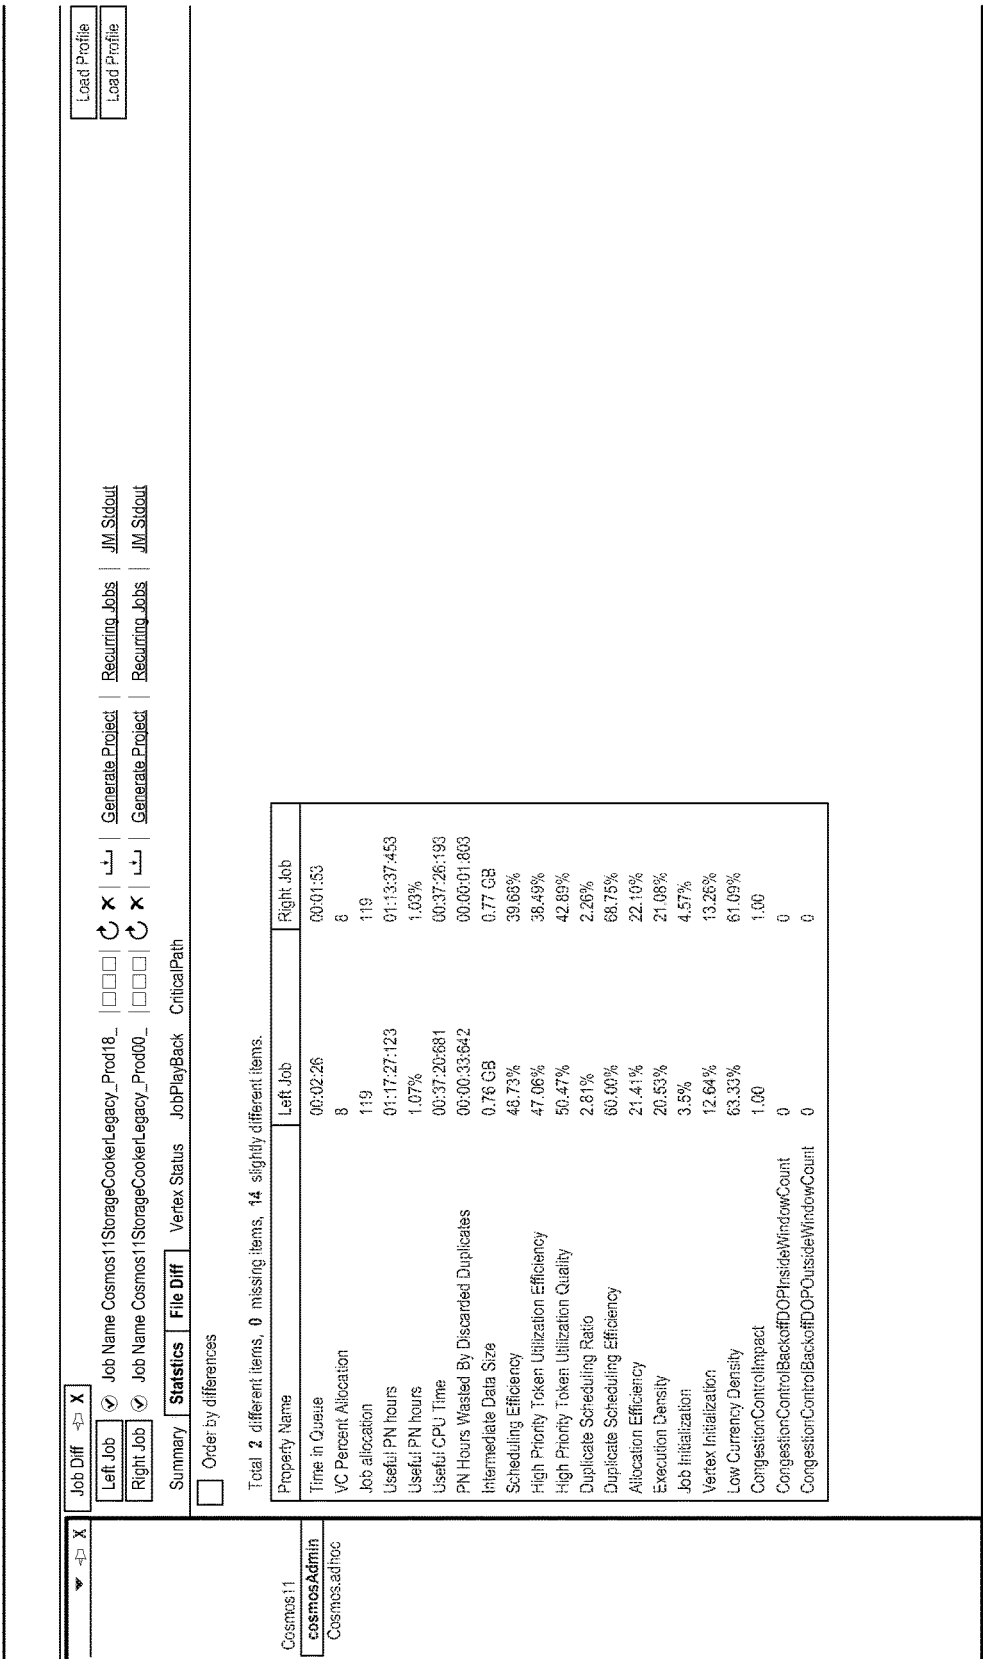 ▼ X
Job Diff X
Left Job Job Name Cosmos11StorageCookerLegacy_Prod18_ Generate Project Recurring Jobs JM Stdout Load Profile
Right Job Job Name Cosmos11StorageCookerLegacy_Prod00_ Generate Project Recurring Jobs JM Stdout Load Profile
Summary Statstics File Diff Vertex Status JobPlayBack CriticalPath
Order by differences
Total 2 different items, 0 missing items, 14 slightly different items.
Cosmos11
cosmosAdmin
Cosmos.adhoc
Property Name Left Job Right Job
Time in Queue 00:02:26 00:01:53
VC Percent Allocation 8 8
Job allocation 119 119
Useful PN hours 01:17:27:123 01:13:37:453
Useful PN hours 1.07% 1.03%
Useful CPU Time 00:37:20:681 00:37:26:193
PN Hours Wasted By Discarded Duplicates 00:00:33:642 00:00:01:803
Intermediate Data Size 0.76 GB 0.77 GB
Scheduling Efficiency 48.73% 39.68%
High Priority Token Utilization Efficiency 47.06% 38.49%
High Priority Token Utilization Quality 50.47% 42.89%
Duplicate Scheduling Ratio 2.81% 2.26%
Duplicate Scheduling Efficiency 60.00% 68.75%
Allocation Efficiency 21.41% 22.10%
Execution Density 20.53% 21.08%
Job Initialization 3.5% 4.57%
Vertex Initialization 12.64% 13.26%
Low Currency Density 63.33% 61.09%
CongestionControlImpact 1.00 1.00
CongestionControlBackoffDOPInsideWindowCount 0 0
CongestionControlBackoffDOPOutsideWindowCount 0 0